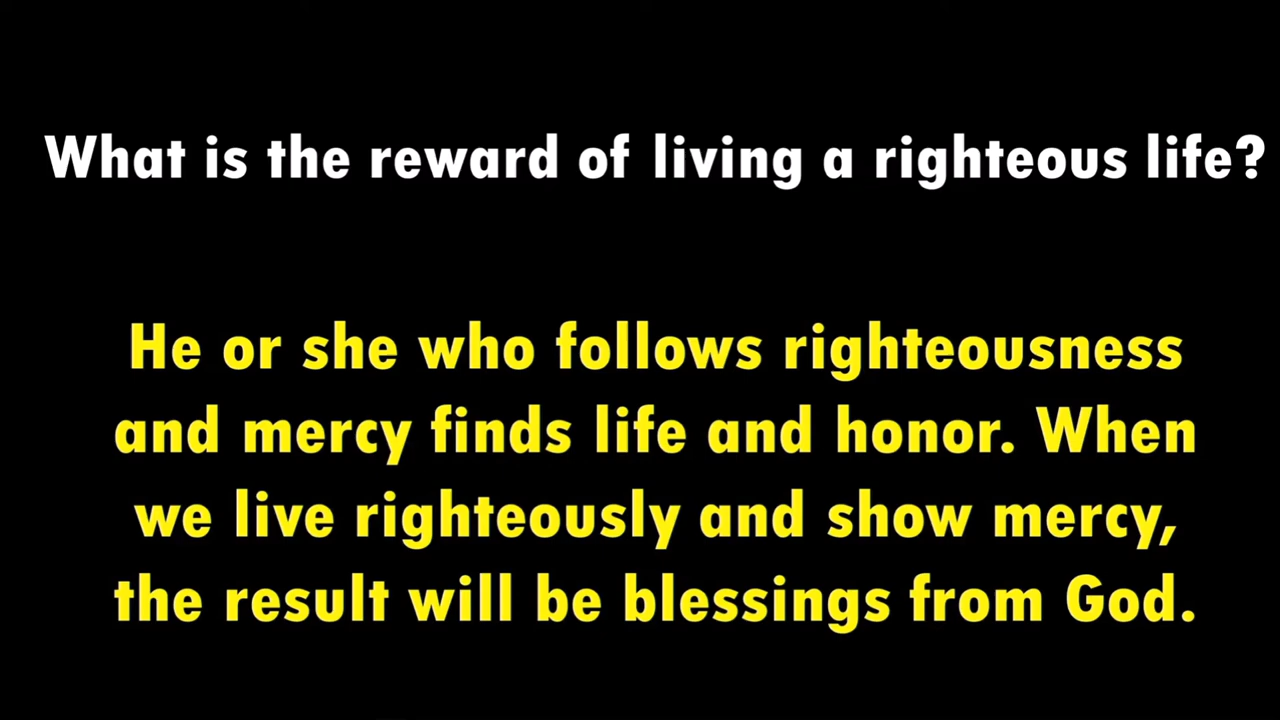 What is the reward of living a righteous life?
He or she who follows righteousness
and mercy finds life and honor. When
we live righteously and show mercy,
the result will be blessings from God.